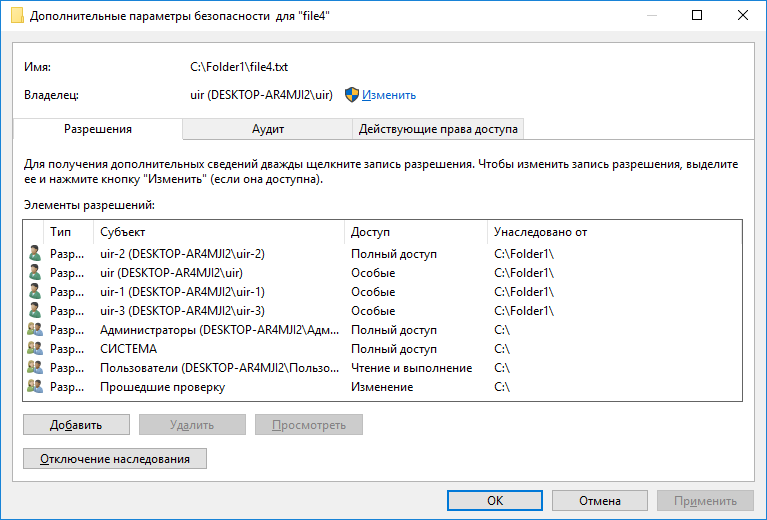 Дополнительные параметры безопасности для "file4"
Имя: C:\Folder1\file4.txt
Владелец: uir (DESKTOP-AR4MJI2\uir) Изменить
Разрешения Аудит Действующие права доступа
Для получения дополнительных сведений дважды щелкните запись разрешения. Чтобы изменить запись разрешения, выделите
ее и нажмите кнопку "Изменить" (если она доступна).
Элементы разрешений:
Тип Субъект Доступ Унаследовано от
Разр... uir-2 (DESKTOP-AR4MJI2\uir-2) Полный доступ C:\Folder1\
Разр... uir (DESKTOP-AR4MJI2\uir) Особые C:\Folder1\
Разр... uir-1 (DESKTOP-AR4MJI2\uir-1) Особые C:\Folder1\
Разр... uir-3 (DESKTOP-AR4MJI2\uir-3) Особые C:\Folder1\
Разр... Администраторы (DESKTOP-AR4MJI2\Адм... Полный доступ C:\
Разр... СИСТЕМА Полный доступ C:\
Разр... Пользователи (DESKTOP-AR4MJI2\Пользо... Чтение и выполнение C:\
Разр... Прошедшие проверку Изменение C:\
Добавить Удалить Просмотреть
Отключение наследования
ОК Отмена Применить